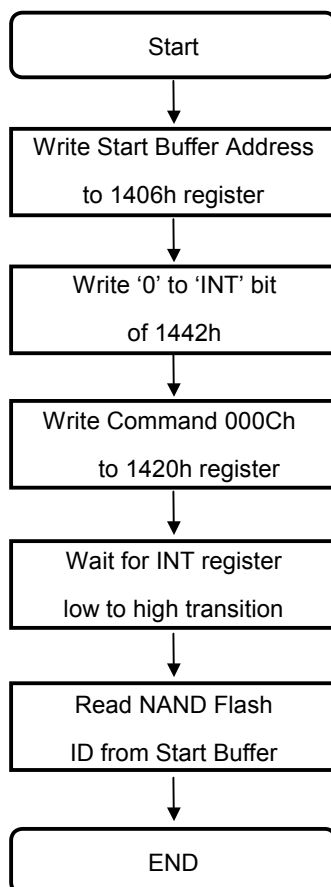 Start
Write Start Buffer Address
to 1406h register
Write ‘0’ to ‘INT’ bit
of 1442h
Write Command 000Ch
to 1420h register
Wait for INT register
low to high transition
Read NAND Flash
ID from Start Buffer
END